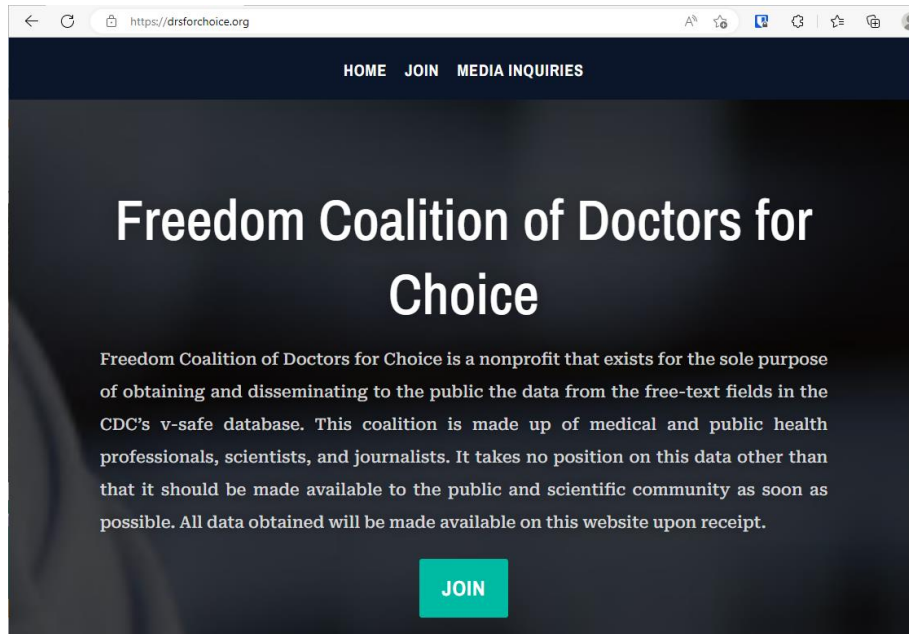 https://drsforchoice.org
HOME JOIN MEDIA INQUIRIES
Freedom Coalition of Doctors for
Choice
Freedom Coalition of Doctors for Choice is a nonprofit that exists for the sole purpose
of obtaining and disseminating to the public the data from the free-text fields in the
CDC’s v-safe database. This coalition is made up of medical and public health
professionals, scientists, and journalists. It takes no position on this data other than
that it should be made available to the public and scientific community as soon as
possible. All data obtained will be made available on this website upon receipt.
JOIN